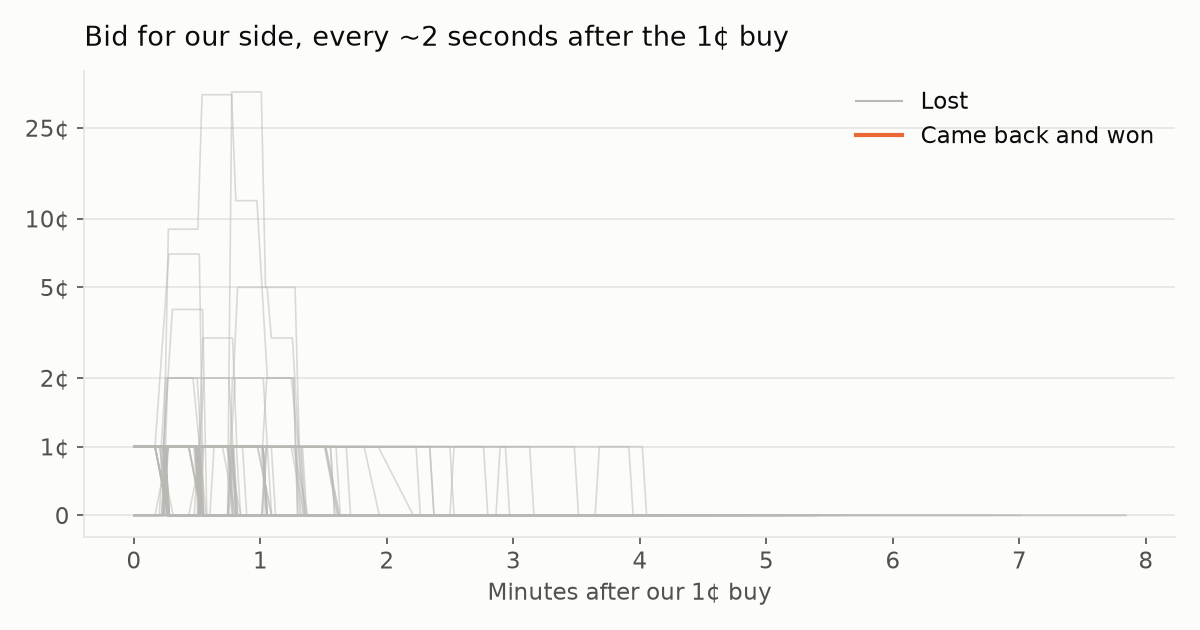 Bid for our side, every ~2 seconds after the 1¢ buy
Lost
Came back and won
25¢
10¢
5¢
2¢
1¢
0
0 1 2 3 4 5 6 7 8
Minutes after our 1¢ buy